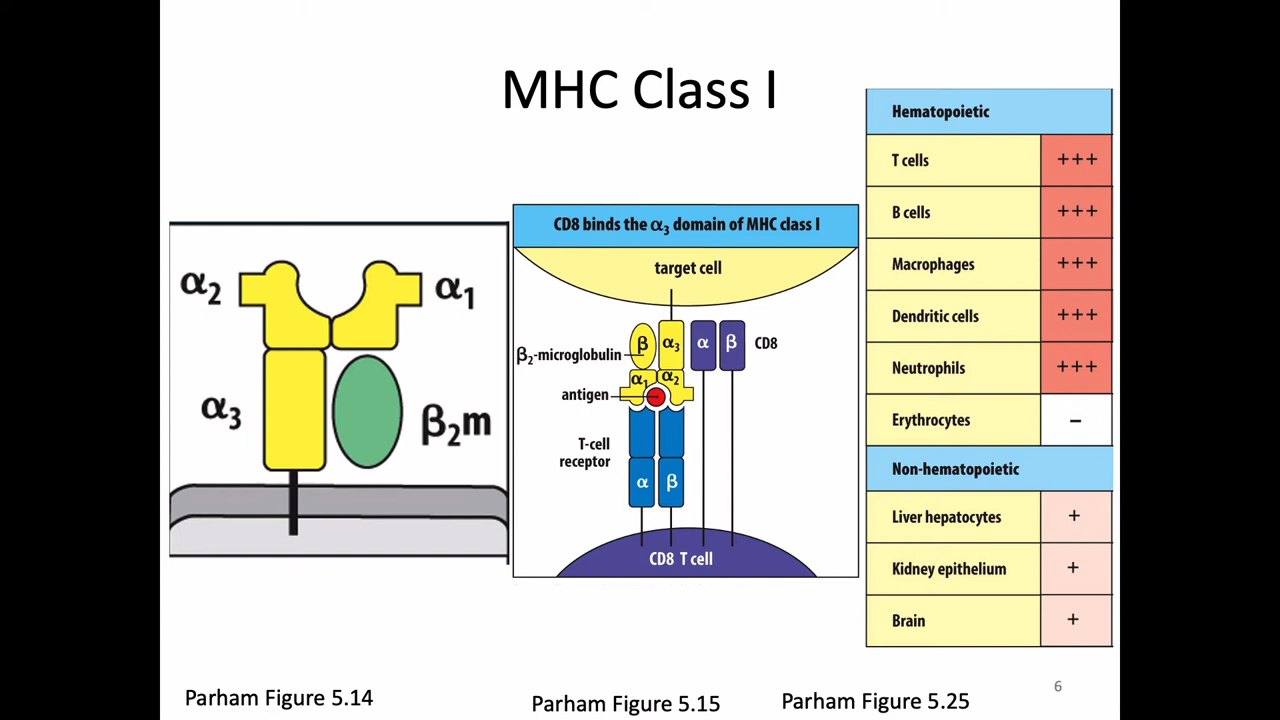 MHC Class I
α2
α1
α3
β2m
CD8 binds the α3 domain of MHC class I
target cell
β
α3
α
β
CD8
β2-microglobulin
α1
α2
antigen
T-cell
receptor
α
β
CD8 T cell
Hematopoietic
T cells +++
B cells +++
Macrophages +++
Dendritic cells +++
Neutrophils +++
Erythrocytes –
Non-hematopoietic
Liver hepatocytes +
Kidney epithelium +
Brain +
Parham Figure 5.14
Parham Figure 5.15
Parham Figure 5.25
6